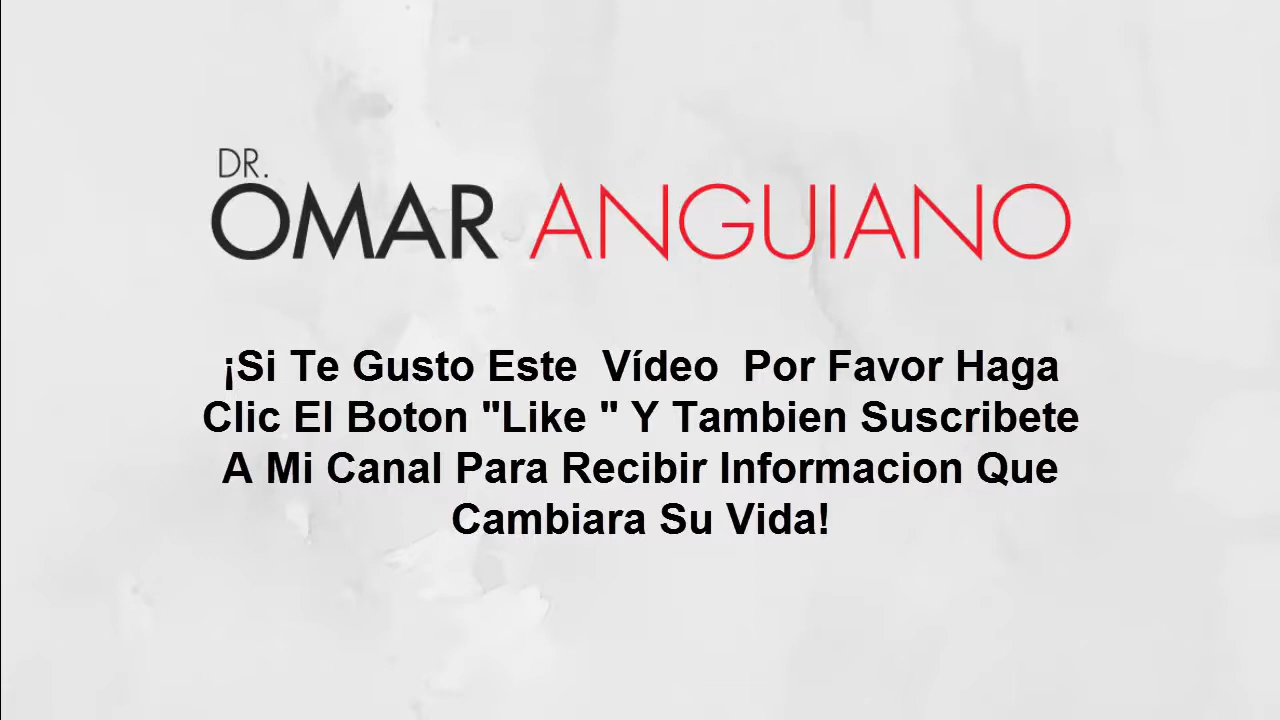 DR.
OMAR ANGUIANO
¡Si Te Gusto Este Vídeo Por Favor Haga
Clic El Boton "Like " Y Tambien Suscribete
A Mi Canal Para Recibir Informacion Que
Cambiara Su Vida!